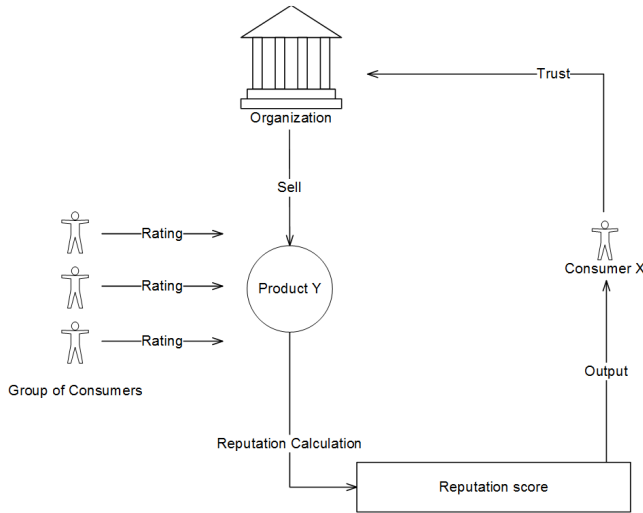 Organization
Trust
Sell
Rating
Consumer X
Rating
Product Y
Rating
Output
Group of Consumers
Reputation Calculation
Reputation score